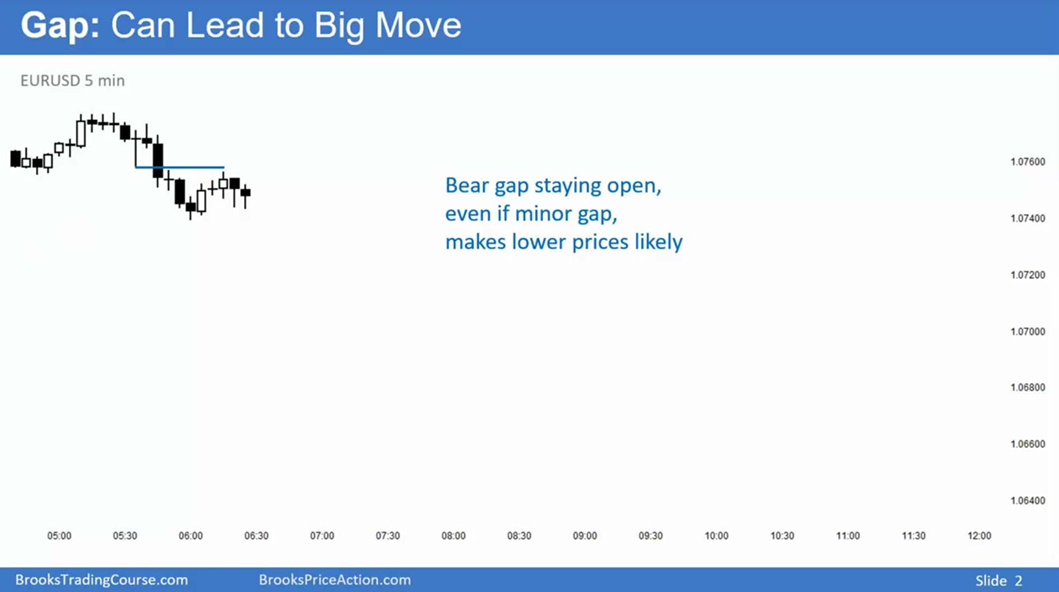 Gap: Can Lead to Big Move
EURUSD 5 min
Bear gap staying open,
even if minor gap,
makes lower prices likely
1.07600
1.07400
1.07200
1.07000
1.06800
1.06600
1.06400
05:00 05:30 06:00 06:30 07:00 07:30 08:00 08:30 09:00 09:30 10:00 10:30 11:00 11:30 12:00
BrooksTradingCourse.com BrooksPriceAction.com Slide 2